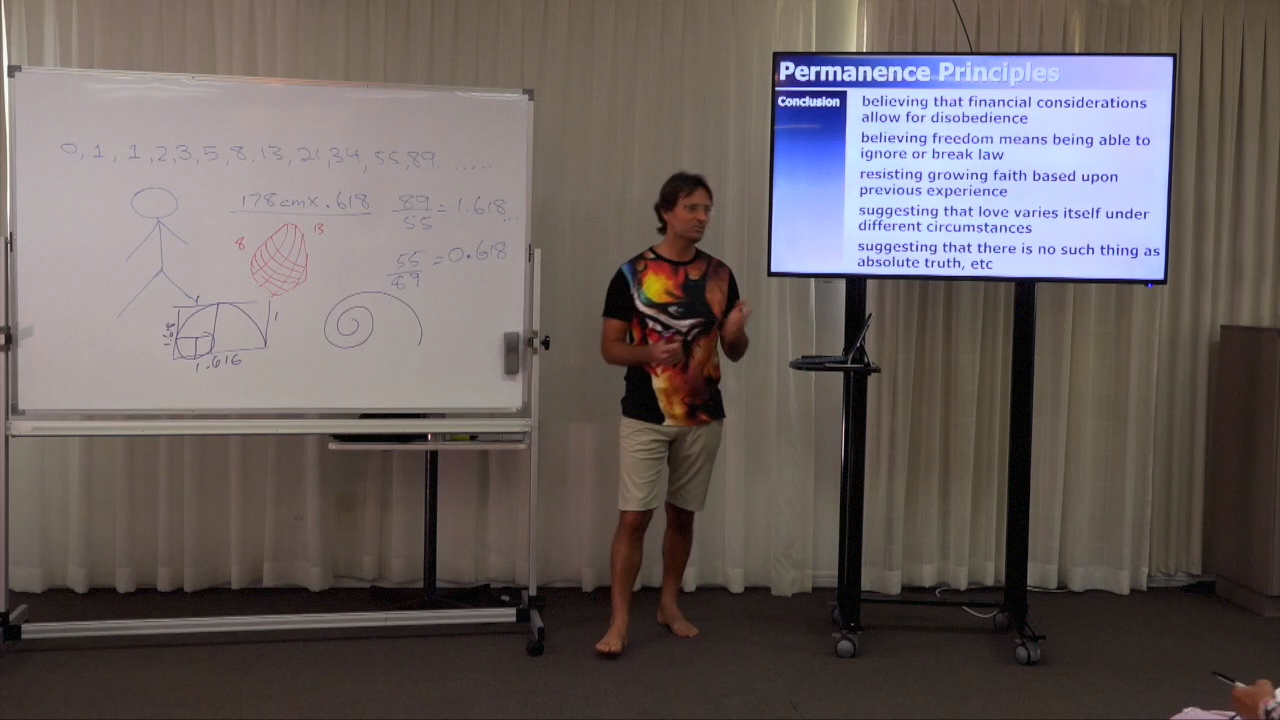 0, 1, 1, 2, 3, 5, 8, 13, 21, 34, 55, 89 .....
178cm x .618
89
55
= 1.618...
8
13
55
89
= 0.618
1
1.616
Permanence Principles
Conclusion
believing that financial considerations
allow for disobedience
believing freedom means being able to
ignore or break law
resisting growing faith based upon
previous experience
suggesting that love varies itself under
different circumstances
suggesting that there is no such thing as
absolute truth, etc